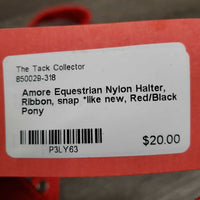 The Tack Collector
850029-318
Amore Equestrian Nylon Halter,
Ribbon, snap *like new, Red/Black
Pony
$20.00
P3LY63